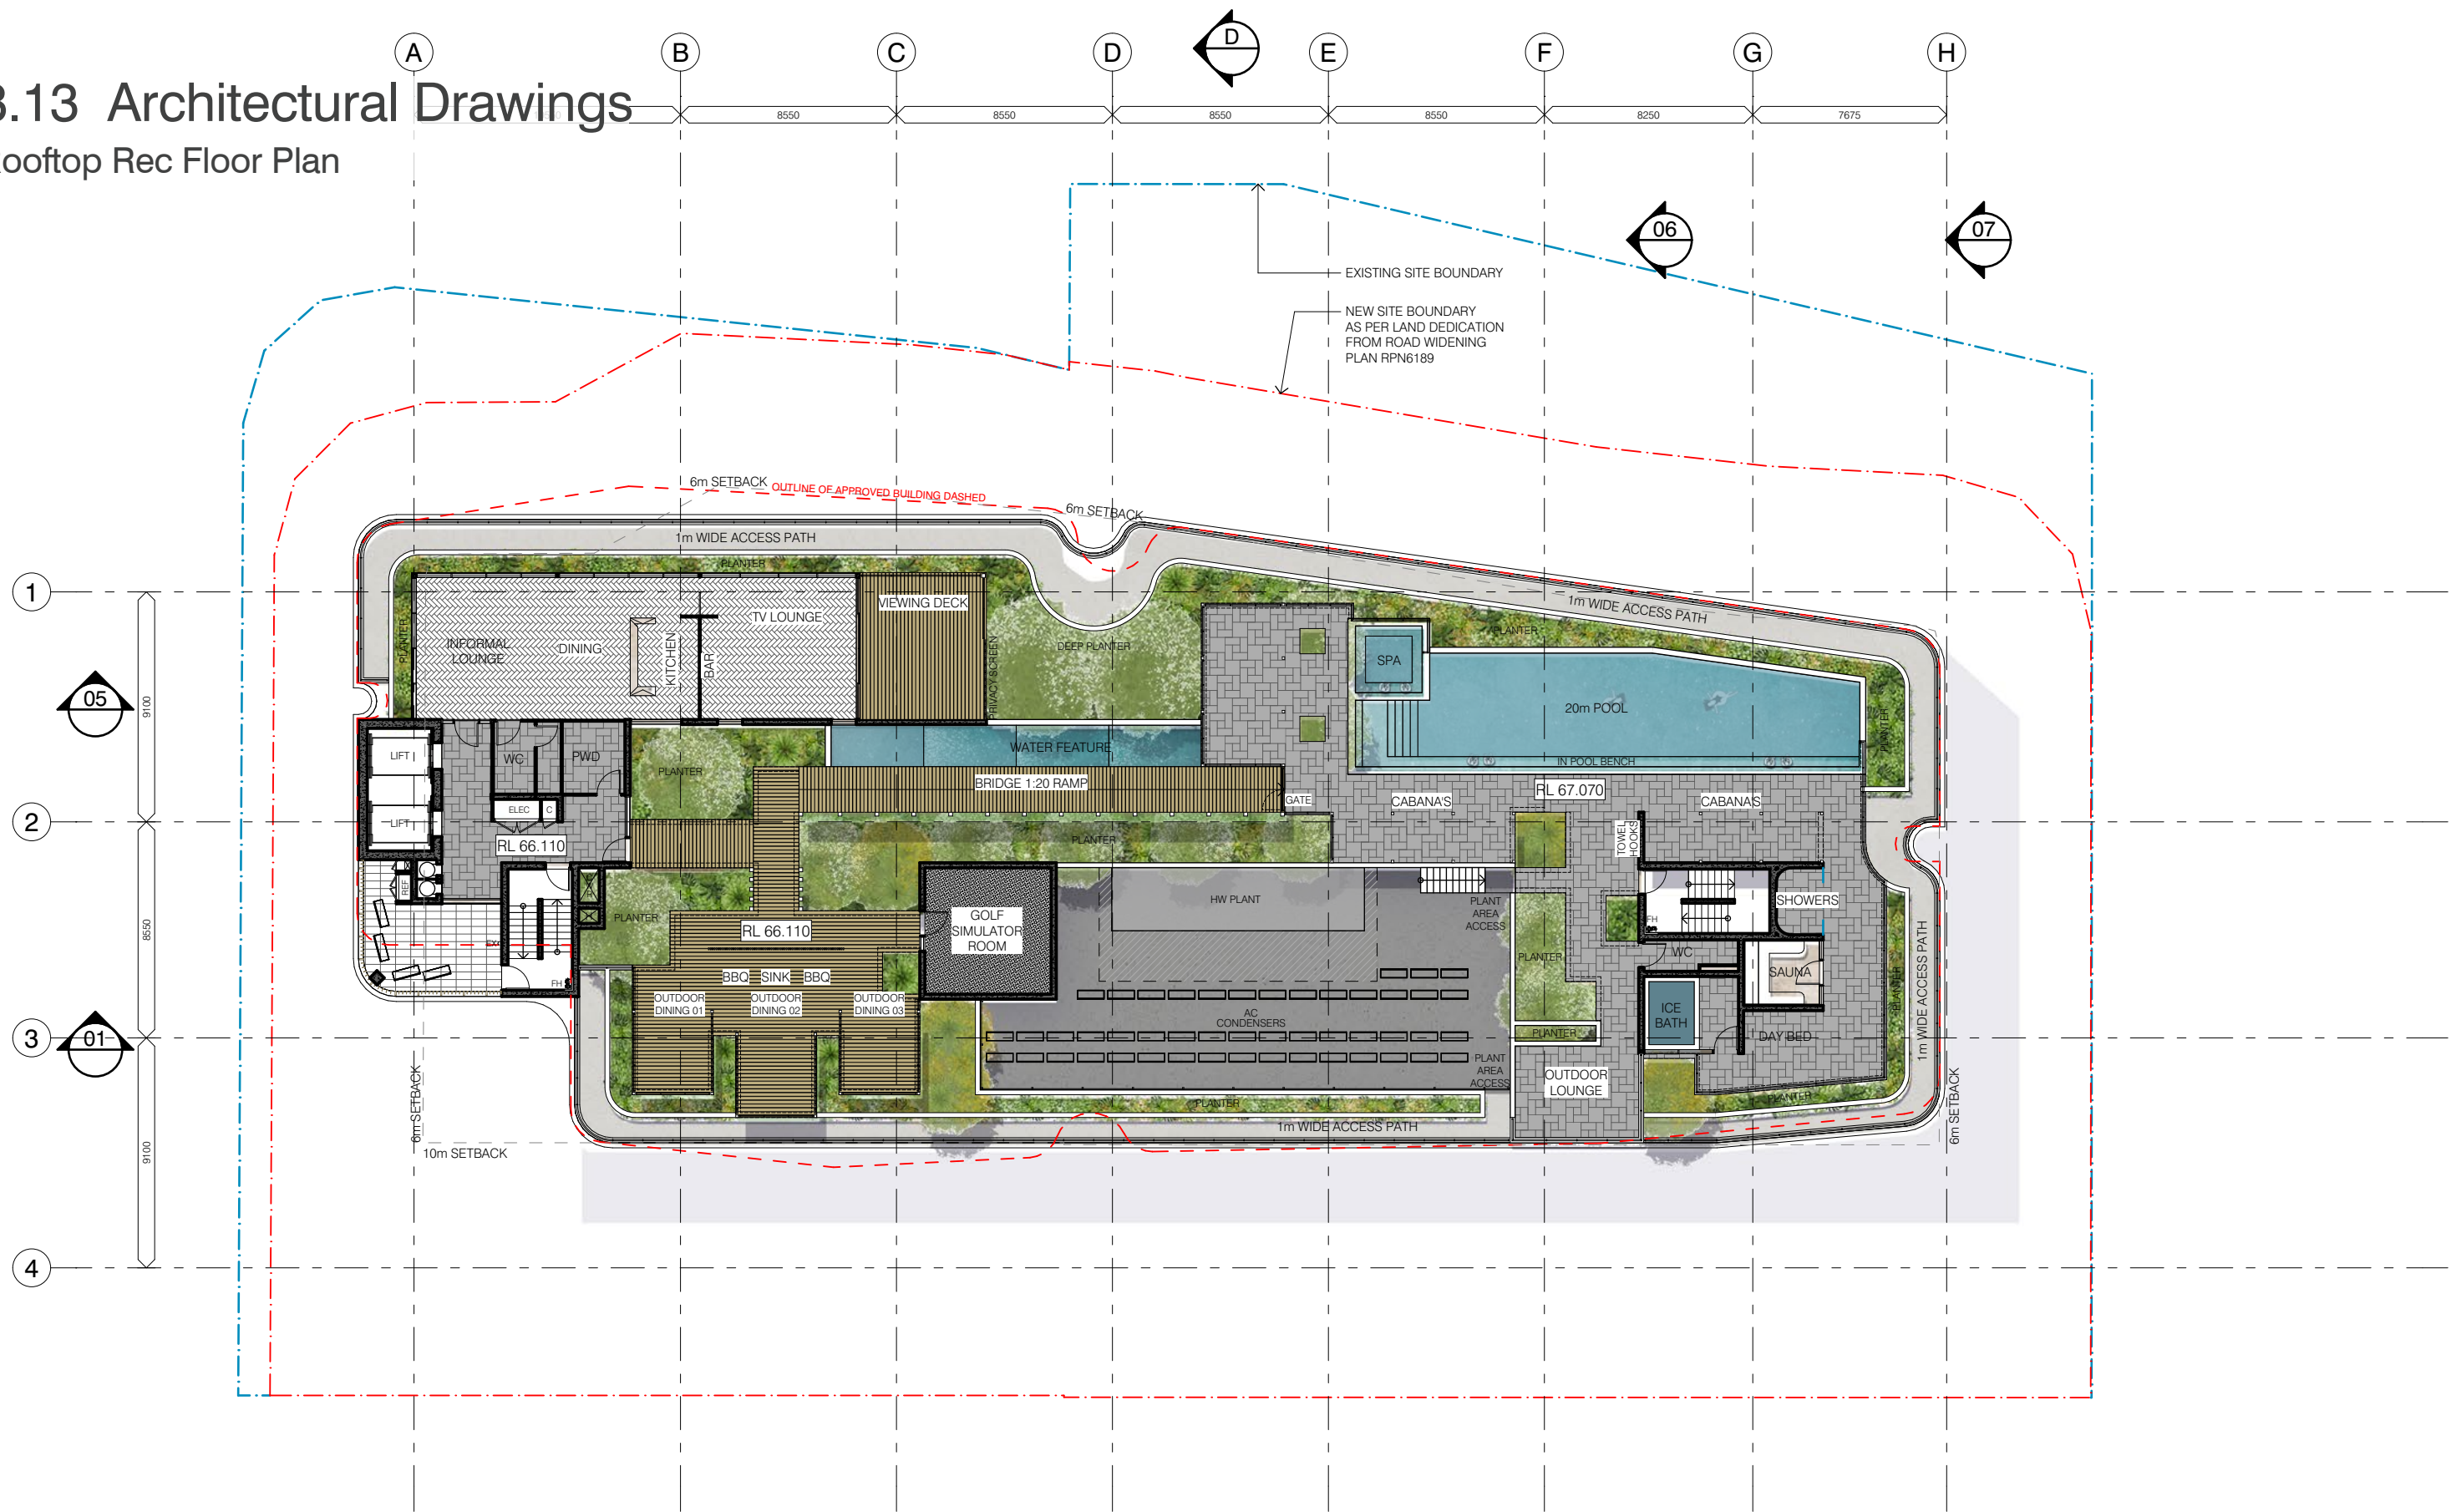 A
B
C
D
D
E
F
G
H
3.13 Architectural Drawings
8550
8550
8550
8550
8250
7675
Rooftop Rec Floor Plan
06
07
EXISTING SITE BOUNDARY
NEW SITE BOUNDARY
AS PER LAND DEDICATION
FROM ROAD WIDENING
PLAN RPN6189
6m SETBACK
OUTLINE OF APPROVED BUILDING DASHED
6m SETBACK
1m WIDE ACCESS PATH
PLANTER
1
VIEWING DECK
1m WIDE ACCESS PATH
TV LOUNGE
PLANTER
INFORMAL
LOUNGE
DINING
KITCHEN
BAR
PLANTER
PRIVACY SCREEN
DEEP PLANTER
SPA
05
9100
20m POOL
PLANTER
LIFT
WC
PWD
PLANTER
WATER FEATURE
IN POOL BENCH
BRIDGE 1:20 RAMP
RL 67.070
GATE
CABANA'S
CABANA'S
ELEC
C
2
LIFT
TOWEL
HOOKS
PLANTER
RL 66.110
REF
HW PLANT
PLANT
AREA
ACCESS
SHOWERS
PLANTER
GOLF
SIMULATOR
ROOM
FH
RL 66.110
8550
WC
PLANTER
1m WIDE ACCESS PATH
BBQ
SINK
BBQ
SAUNA
FH
PLANTER
OUTDOOR
DINING 01
OUTDOOR
DINING 02
OUTDOOR
DINING 03
ICE
BATH
AC
CONDENSERS
3
01
PLANTER
DAY BED
PLANT
AREA
ACCESS
OUTDOOR
LOUNGE
6m SETBACK
PLANTER
PLANTER
6m SETBACK
1m WIDE ACCESS PATH
10m SETBACK
9100
4